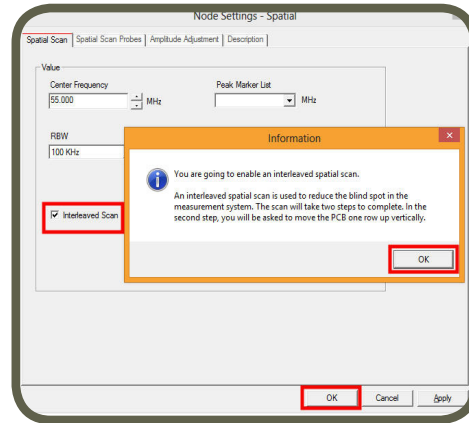 Node Settings - Spatial
Spatial Scan Spatial Scan Probes Amplitude Adjustment Description
Value
Center Frequency Peak Marker List
55.000 MHz MHz
RBW
100 KHz
Information
You are going to enable an interleaved spatial scan.
An interleaved spatial scan is used to reduce the blind spot in the
measurement system. The scan will take two steps to complete. In the
second step, you will be asked to move the PCB one row up vertically.
Interleaved Scan
OK
OK Cancel Apply